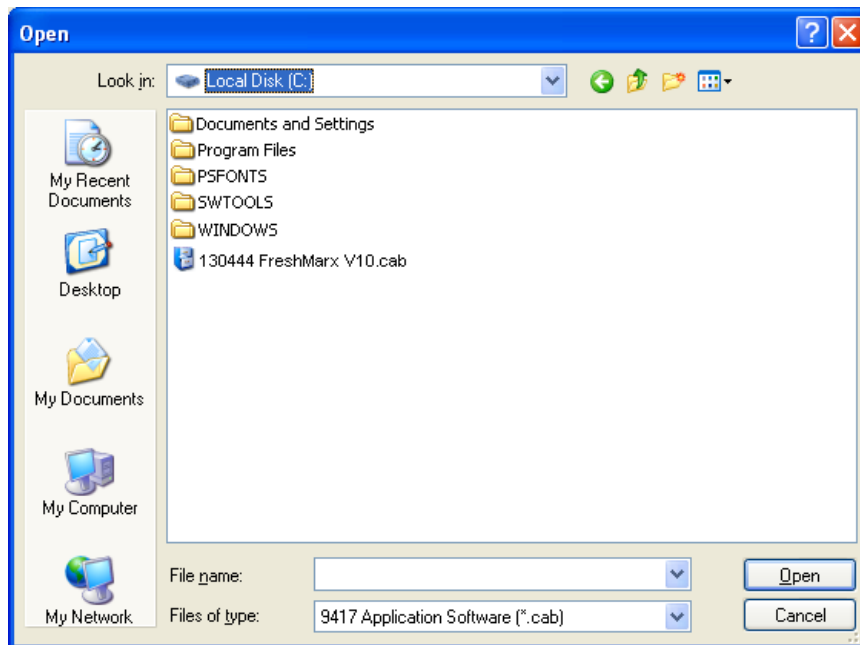 Open
Look in:
Local Disk (C:)
My Recent
Documents
Desktop
My Documents
My Computer
My Network
Documents and Settings
Program Files
PSFONTS
SWTOOLS
WINDOWS
130444 FreshMarx V10.cab
File name:
Open
Files of type:
9417 Application Software (*.cab)
Cancel